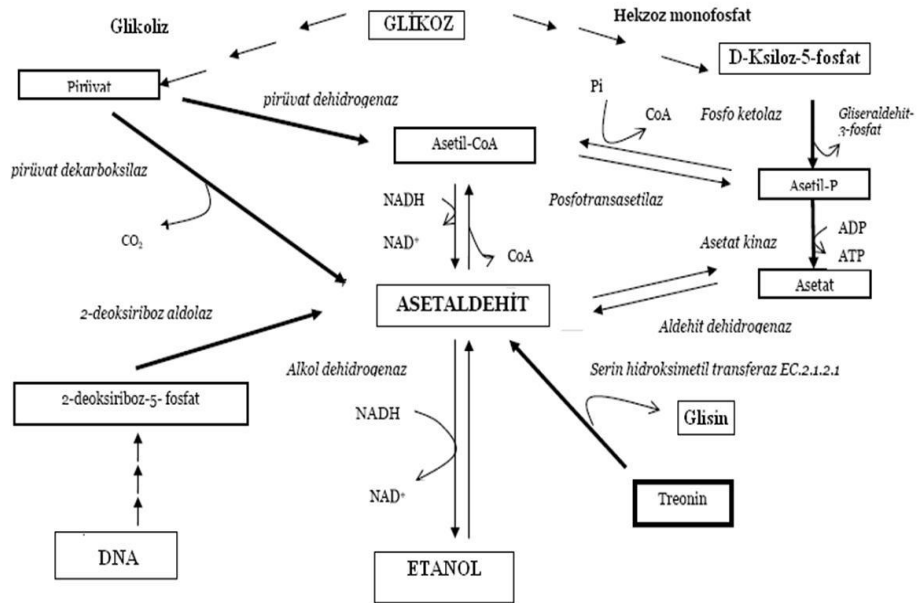 Glikoliz
GLİKOZ
Hekzoz monofosfat
D-Ksiloz-5-fosfat
Pirüvat
pirüvat dehidrogenaz
Pi
CoA
Fosfo ketolaz
Gliseraldehit-
3-fosfat
Asetil-CoA
pirüvat dekarboksilaz
Asetil-P
NADH
Posfotransasetilaz
NAD⁺
CoA
CO₂
Asetat kinaz
ADP
ATP
Asetat
ASETALDEHİT
2-deoksiriboz aldolaz
Aldehit dehidrogenaz
Alkol dehidrogenaz
Serin hidroksimetil transferaz EC.2.1.2.1
2-deoksiriboz-5- fosfat
NADH
Glisin
NAD⁺
Treonin
DNA
ETANOL